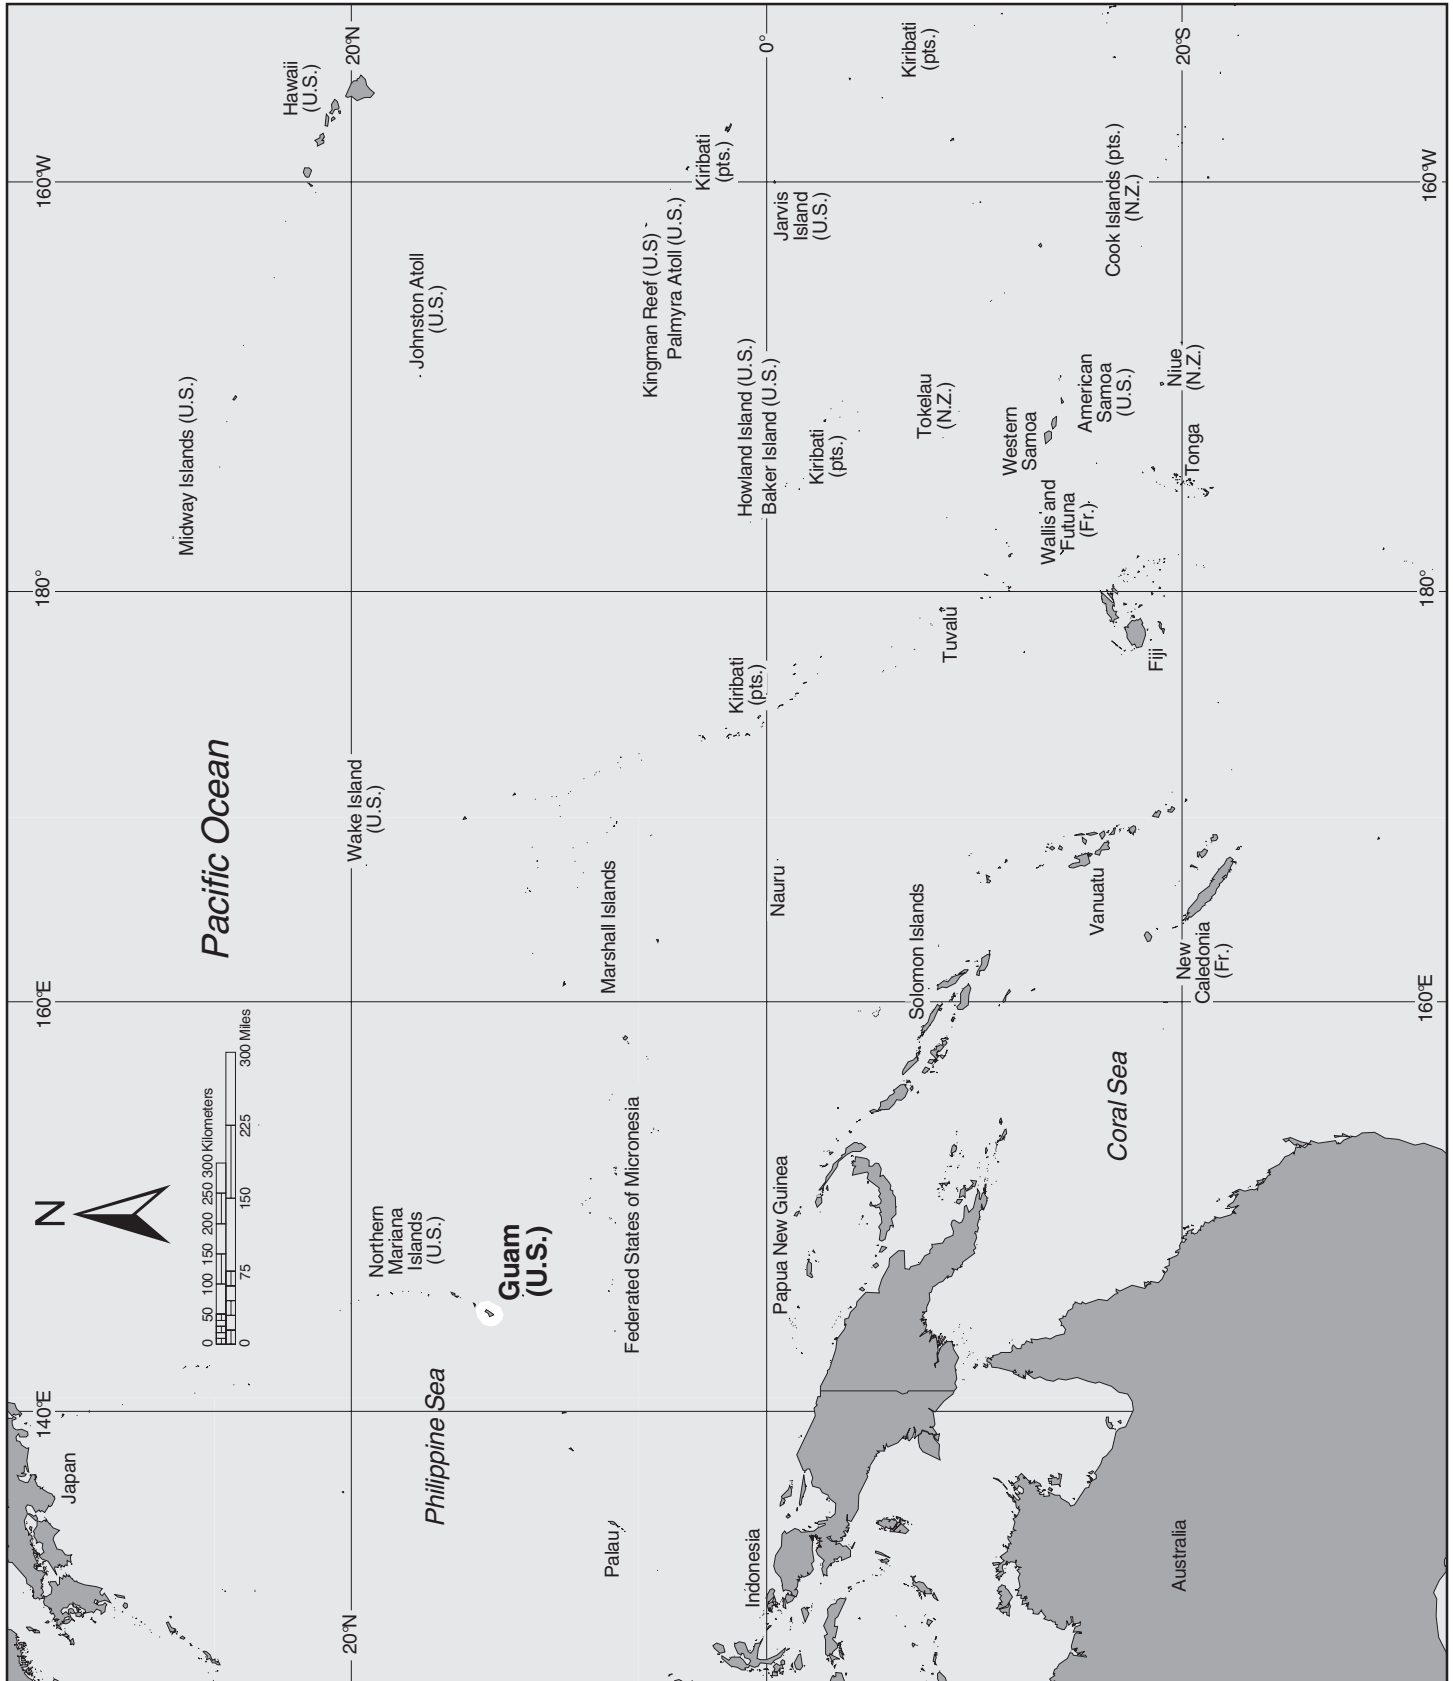 140°E
N
160°E
180°
160°W
Japan
Midway Islands (U.S.)
0 50 100 150 200 250 300 Kilometers
0 75 150 225 300 Miles
Pacific Ocean
Hawaii
(U.S.)
20°N
20°N
Wake Island
(U.S.)
Northern
Mariana
Islands
(U.S.)
Johnston Atoll
(U.S.)
Philippine Sea
Guam
(U.S.)
Palau
Federated States of Micronesia
Marshall Islands
Kingman Reef (U.S)
Palmyra Atoll (U.S.)
Kiribati
(pts.)
Kiribati
(pts.)
Howland Island (U.S.)
Baker Island (U.S.)
0°
Indonesia
Papua New Guinea
Nauru
Jarvis
Island
(U.S.)
Kiribati
(pts.)
Kiribati
(pts.)
Solomon Islands
Tuvalu
Tokelau
(N.Z.)
Western
Samoa
Wallis and
Futuna
(Fr.)
American
Samoa
(U.S.)
Cook Islands (pts.)
(N.Z.)
Coral Sea
Vanuatu
Fiji
Niue
(N.Z.)
Tonga
20°S
New
Caledonia
(Fr.)
Australia
160°E
180°
160°W